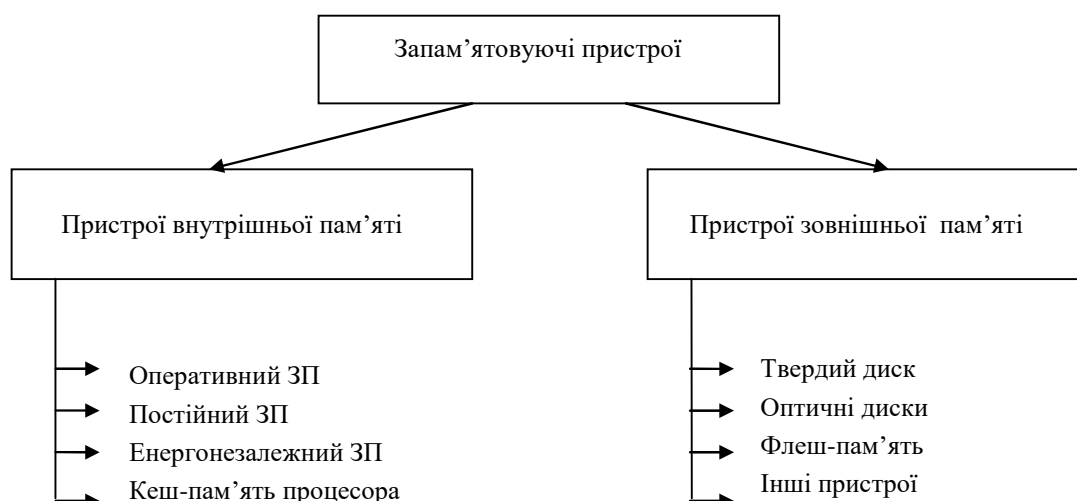 Запам’ятовуючі пристрої
Пристрої внутрішньої пам’яті
Пристрої зовнішньої пам’яті
Оперативний ЗП
Постійний ЗП
Енергонезалежний ЗП
Кеш-пам’ять процесора
Твердий диск
Оптичні диски
Флеш-пам’ять
Інші пристрої